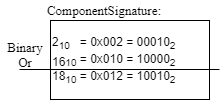 ComponentSignature:
Binary Or
2₁₀ = 0x002 = 00010₂
16₁₀ = 0x010 = 10000₂
18₁₀ = 0x012 = 10010₂